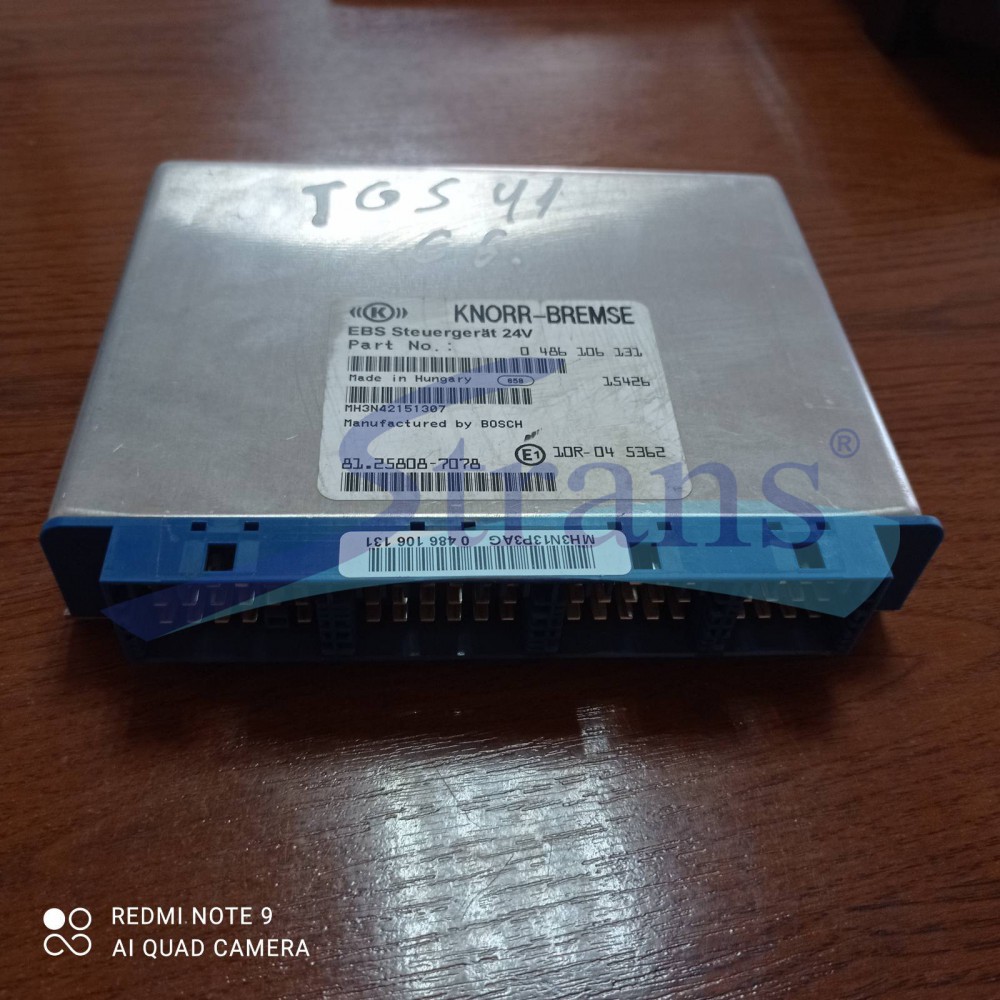 TGS 41
((K)) KNORR-BREMSE
EBS Steuergerät 24V
Part No.: 0 486 106 131
Made in Hungary 858 15426
MH3N42151307
Manufactured by BOSCH
E1 10R-04 5362
81.25808-7078
Strans®
MH3N13P3AG 0 486 106 131
REDMI NOTE 9
AI QUAD CAMERA